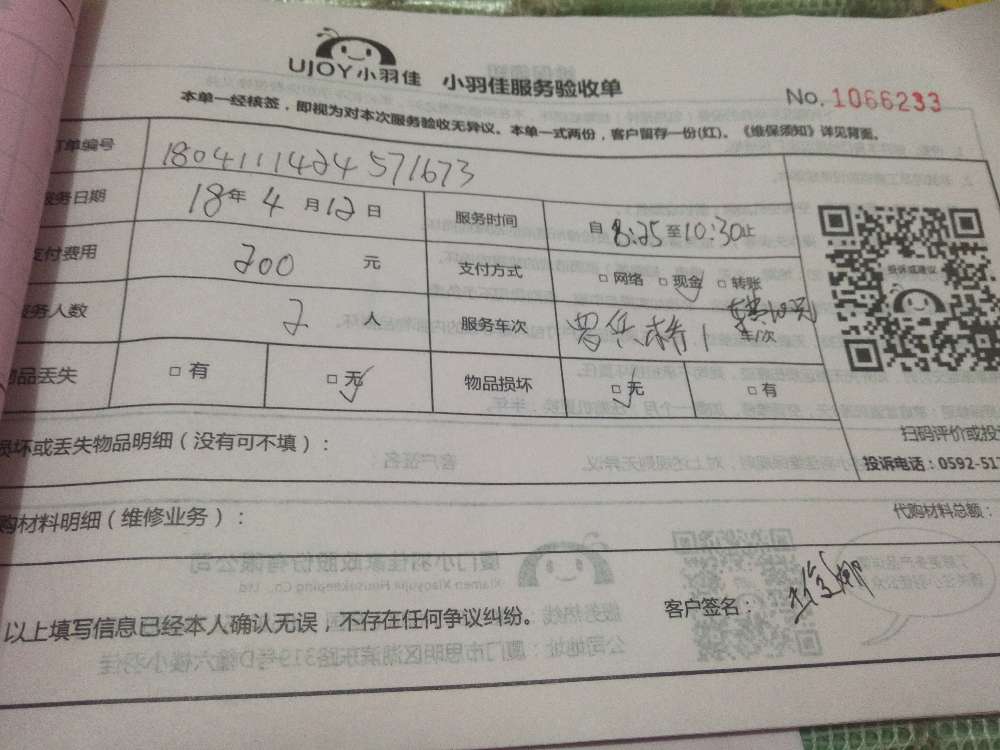 UJOY小羽佳 小羽佳服务验收单
No. 1066233
本单一经核签，即视为对本次服务验收无异议。本单一式两份，客户留存一份(红)。《维保须知》详见背面。
订单编号 1804111424571673
服务日期 18年4月12日 服务时间 自8:25至10:30止
支付费用 200元 支付方式 □网络 □现金 □转账
服务人数 2人 服务车次 1 车/次
物品丢失 □有 □无 物品损坏 □无 □有
投诉或建议
扫码评价或投
投诉电话：0592-517
损坏或丢失物品明细（没有可不填）：
购材料明细（维修业务）：
代购材料总额：
以上填写信息已经本人确认无误，不存在任何争议纠纷。
客户签名：